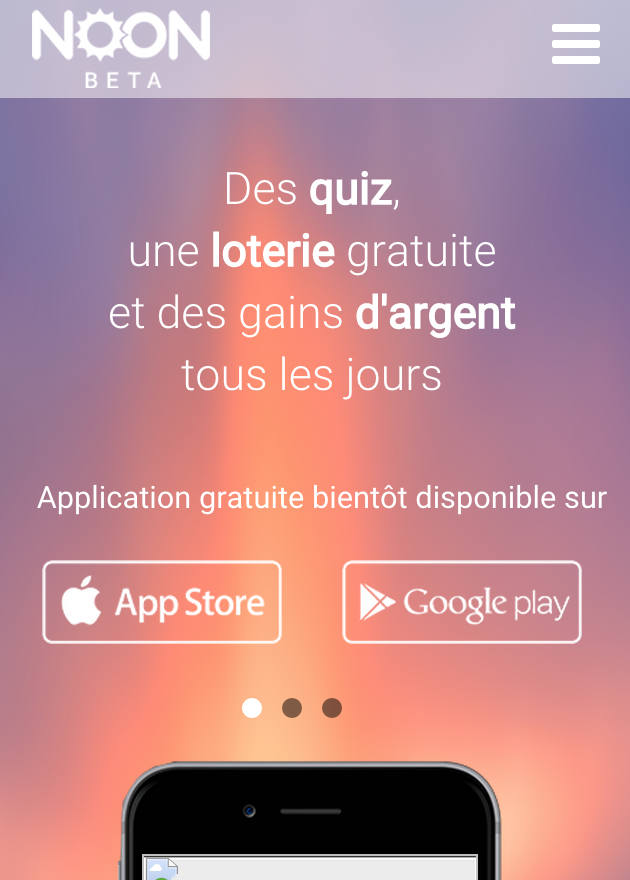 NOON
BETA
Des quiz,
une loterie gratuite
et des gains d'argent
tous les jours
Application gratuite bientôt disponible sur
App Store
Google play